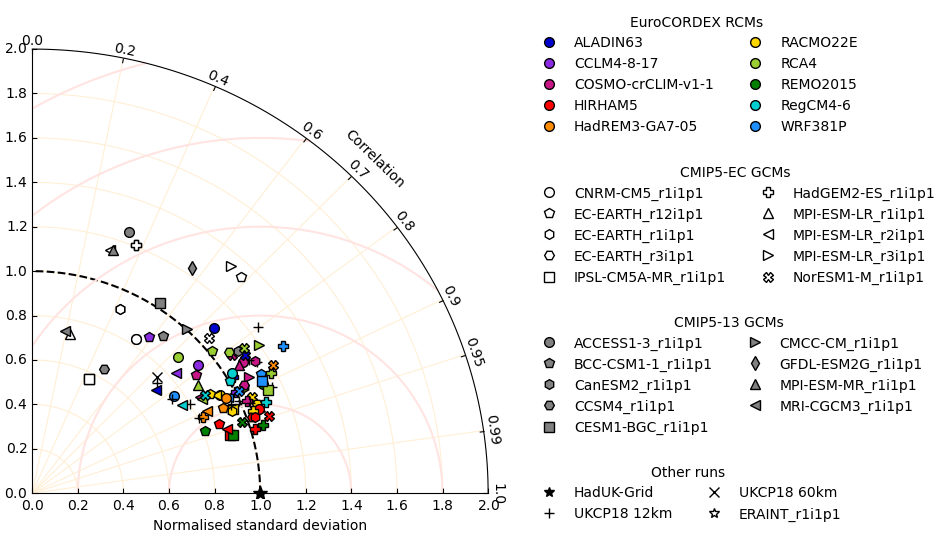 EuroCORDEX RCMs
ALADIN63
RACMO22E
CCLM4-8-17
RCA4
COSMO-crCLIM-v1-1
REMO2015
HIRHAM5
RegCM4-6
HadREM3-GA7-05
WRF381P
CMIP5-EC GCMs
CNRM-CM5_r1i1p1
HadGEM2-ES_r1i1p1
EC-EARTH_r12i1p1
MPI-ESM-LR_r1i1p1
EC-EARTH_r1i1p1
MPI-ESM-LR_r2i1p1
EC-EARTH_r3i1p1
MPI-ESM-LR_r3i1p1
IPSL-CM5A-MR_r1i1p1
NorESM1-M_r1i1p1
CMIP5-13 GCMs
ACCESS1-3_r1i1p1
CMCC-CM_r1i1p1
BCC-CSM1-1_r1i1p1
GFDL-ESM2G_r1i1p1
CanESM2_r1i1p1
MPI-ESM-MR_r1i1p1
CCSM4_r1i1p1
MRI-CGCM3_r1i1p1
CESM1-BGC_r1i1p1
Other runs
HadUK-Grid
UKCP18 60km
UKCP18 12km
ERAINT_r1i1p1
0.0
0.2
0.4
0.6
Correlation
0.7
0.8
0.9
0.95
0.99
1.0
2.0
1.8
1.6
1.4
1.2
1.0
0.8
0.6
0.4
0.2
0.0
0.0 0.2 0.4 0.6 0.8 1.0 1.2 1.4 1.6 1.8 2.0
Normalised standard deviation